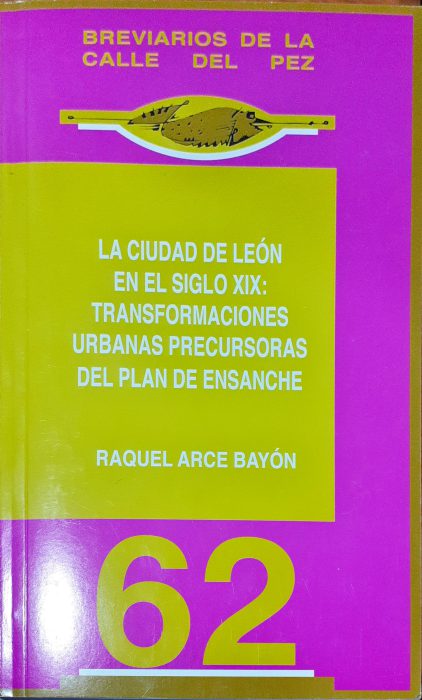 BREVIARIOS DE LA
CALLE DEL PEZ
LA CIUDAD DE LEÓN
EN EL SIGLO XIX:
TRANSFORMACIONES
URBANAS PRECURSORAS
DEL PLAN DE ENSANCHE
RAQUEL ARCE BAYÓN
62